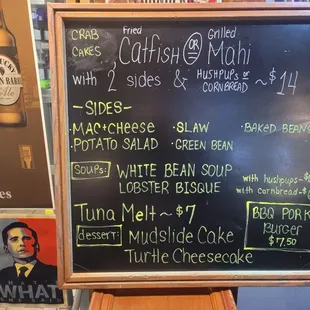 CRAB
CAKES,
Fried
Catfish OR
Grilled
Mahi
with 2 sides & HUSHPUPS or
CORNBREAD ~ $14
-SIDES-
• MAC+CHEESE • SLAW • BAKED BEANS
• POTATO SALAD • GREEN BEAN
SOUPS: WHITE BEAN SOUP
LOBSTER BISQUE
with hushpups-$
with cornbread-$
Tuna Melt ~ $7
BBQ PORK
Burger
$7.50
dessert: Mudslide Cake
Turtle Cheesecake
WHAT